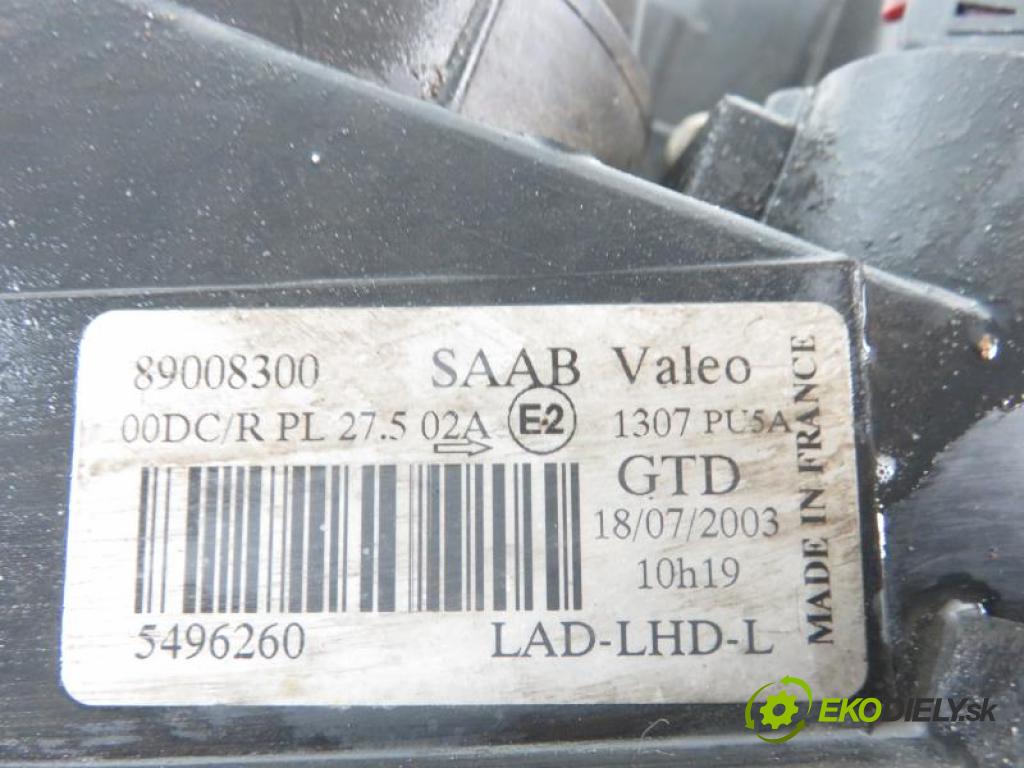 89008300 SAAB Valeo
00DC/R PL 27.5 02A E2 1307 PU5A
GTD
18/07/2003
10h19
5496260 LAD-LHD-L
MADE IN FRANCE
EKODIELY.sk